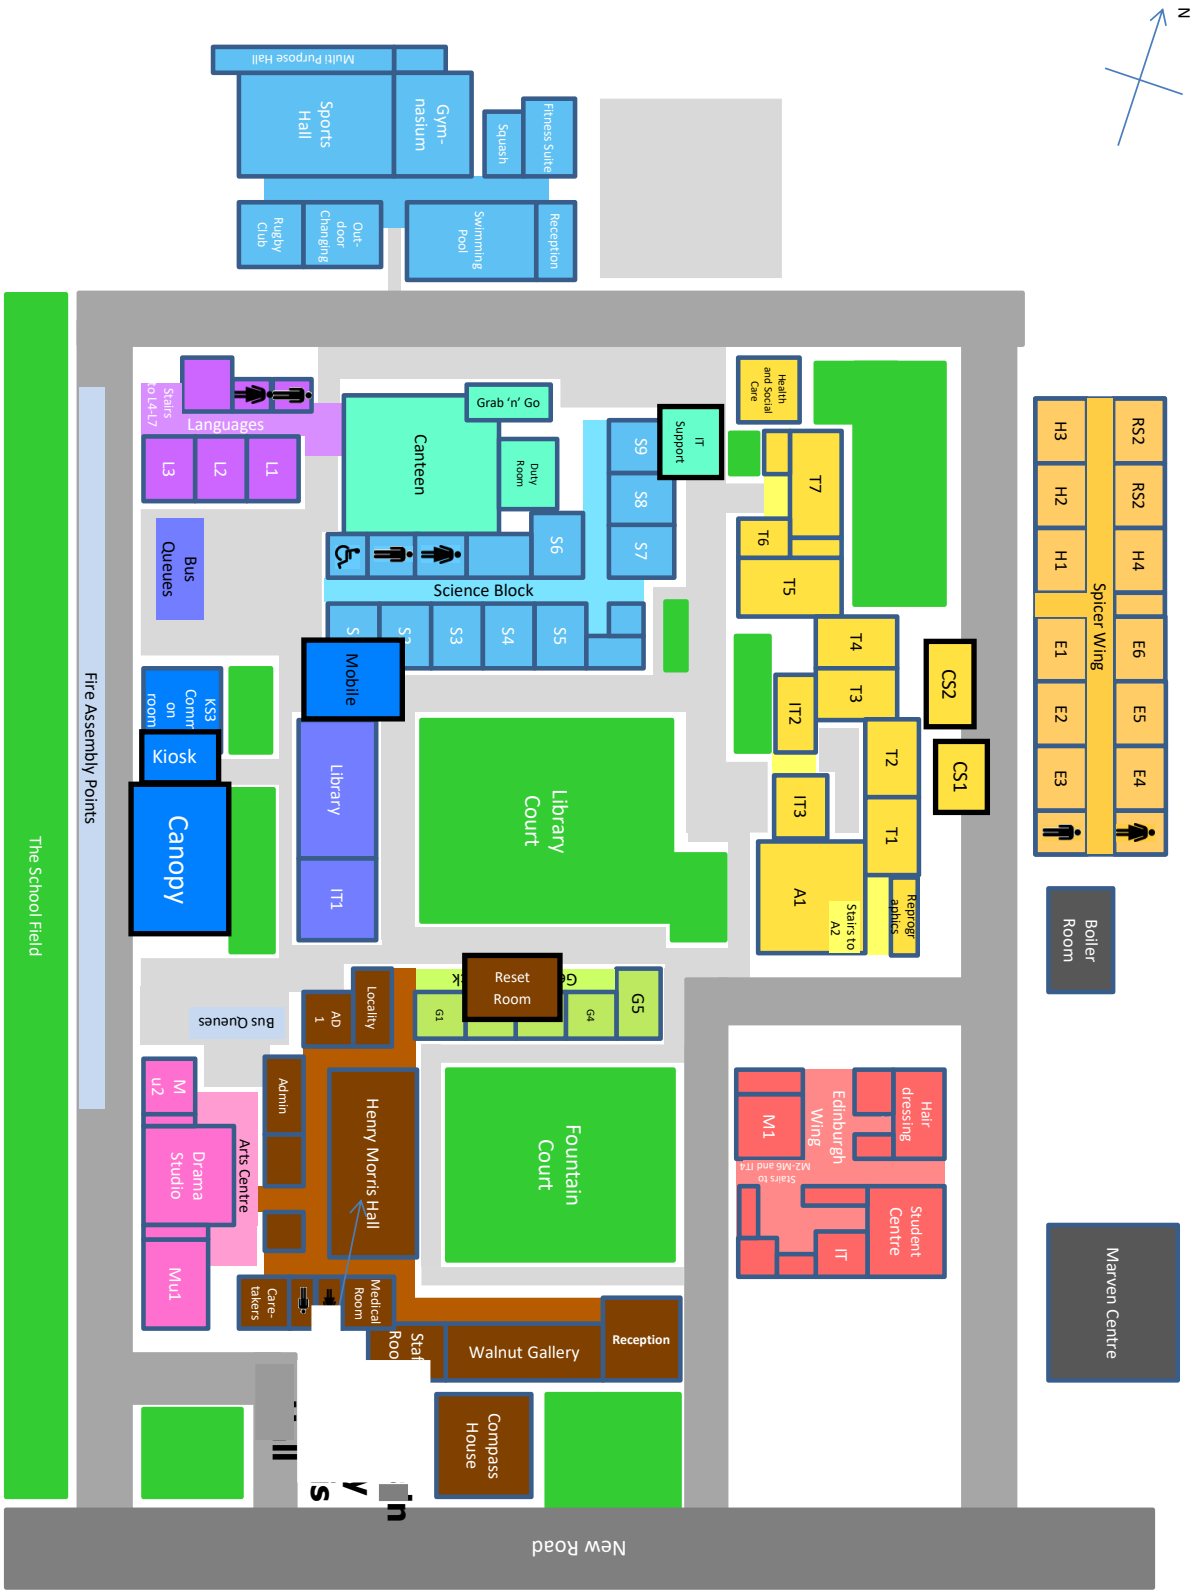 N
Multi Purpose Hall
Sports
Hall
Gym-
nasium
Squash
Fitness Suite
Rugby
Club
Out-
door
Changing
Swimming
Pool
Reception
Stairs
to L4-L7
Languages
L3
L2
L1
Bus
Queues
Canteen
Grab ‘n’ Go
Duty
Room
S9
S8
S7
S6
IT
Support
Science Block
S3
S4
S5
Mobile
Health
and Social
Care
T7
T6
T5
T4
T3
IT2
T2
IT3
T1
A1
Stairs to
A2
Reprogr
aphics
CS2
CS1
H3
H2
H1
E1
E2
E3
Spicer Wing
RS2
RS2
H4
E6
E5
E4
Boiler
Room
Marven Centre
KS3
Comm
on
room
Kiosk
Canopy
Library
IT1
Library
Court
Fire Assembly Points
The School Field
Bus Queues
AD
1
Locality
Reset
Room
G1
G4
G5
Admin
Henry Morris Hall
Fountain
Court
M
u2
Drama
Studio
Arts Centre
Mu1
Care-
takers
Medical
Room
Walnut Gallery
Reception
Compass
House
M1
Edinburgh
Wing
Hair
dressing
Stairs to
M2-M6 and IT4
IT
Student
Centre
New Road